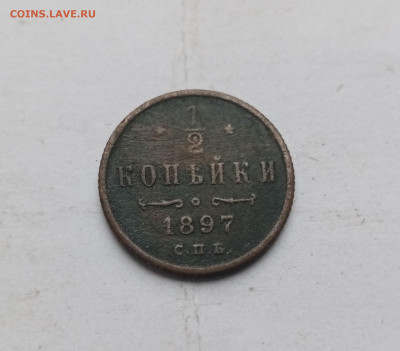 COINS.LAVE.RU
1/2
КОПѢЙКИ
1897
С.П.Б.